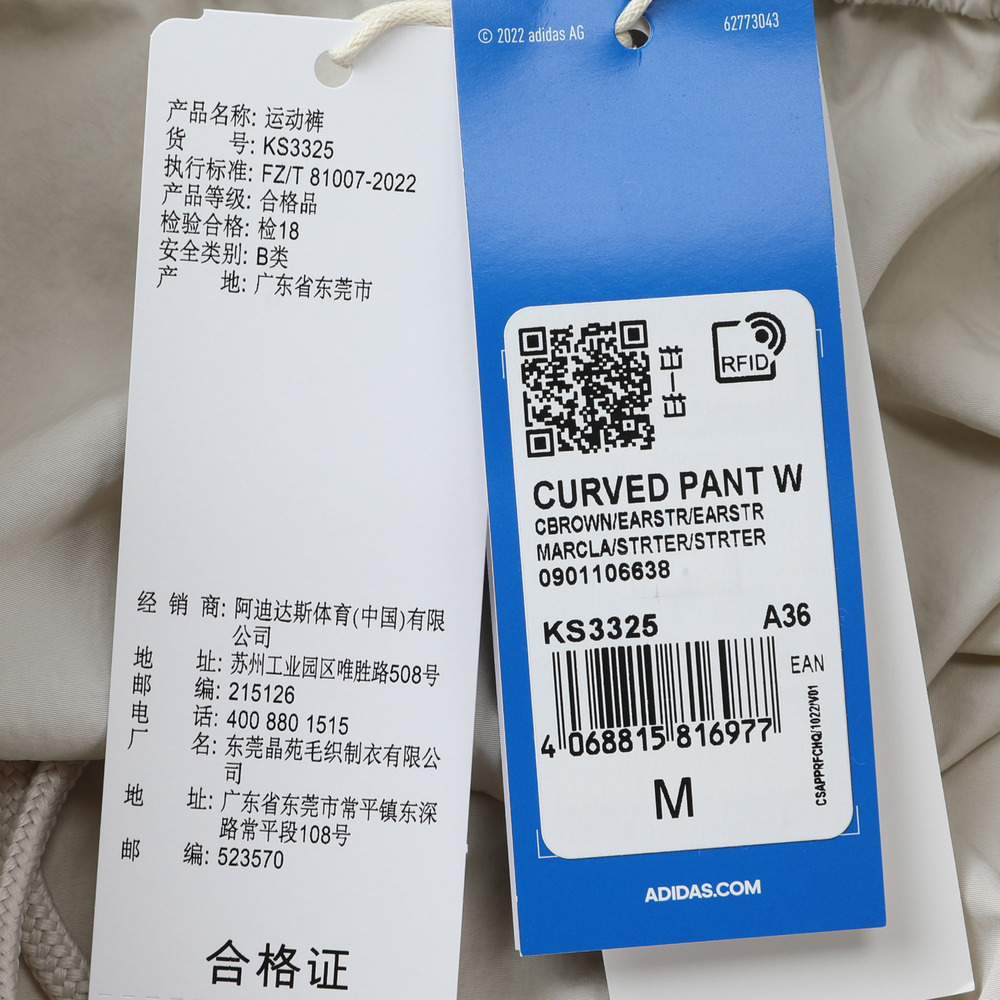 产品名称: 运动裤
货 号: KS3325
执行标准: FZ/T 81007-2022
产品等级: 合格品
检验合格: 检18
安全类别: B类
产 地: 广东省东莞市
经 销 商: 阿迪达斯体育(中国)有限
公司
地 址: 苏州工业园区唯胜路508号
邮 编: 215126
电 话: 400 880 1515
厂 名: 东莞晶苑毛织制衣有限公
司
地 址: 广东省东莞市常平镇东深
路常平段108号
邮 编: 523570
合格证
© 2022 adidas AG
62773043
扫一扫
RFID
CURVED PANT W
CBROWN/EARSTR/EARSTR
MARCLA/STRTER/STRTER
0901106638
KS3325 A36
EAN
4 068815 816977
CSAPPRFCHQ/1022/V01
M
ADIDAS.COM